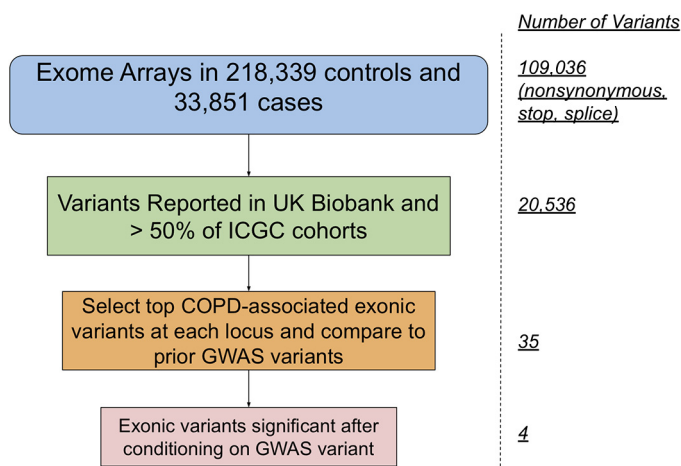 Number of Variants
Exome Arrays in 218,339 controls and
33,851 cases
109,036
(nonsynonymous,
stop, splice)
Variants Reported in UK Biobank and
> 50% of ICGC cohorts
20,536
Select top COPD-associated exonic
variants at each locus and compare to
prior GWAS variants
35
Exonic variants significant after
conditioning on GWAS variant
4